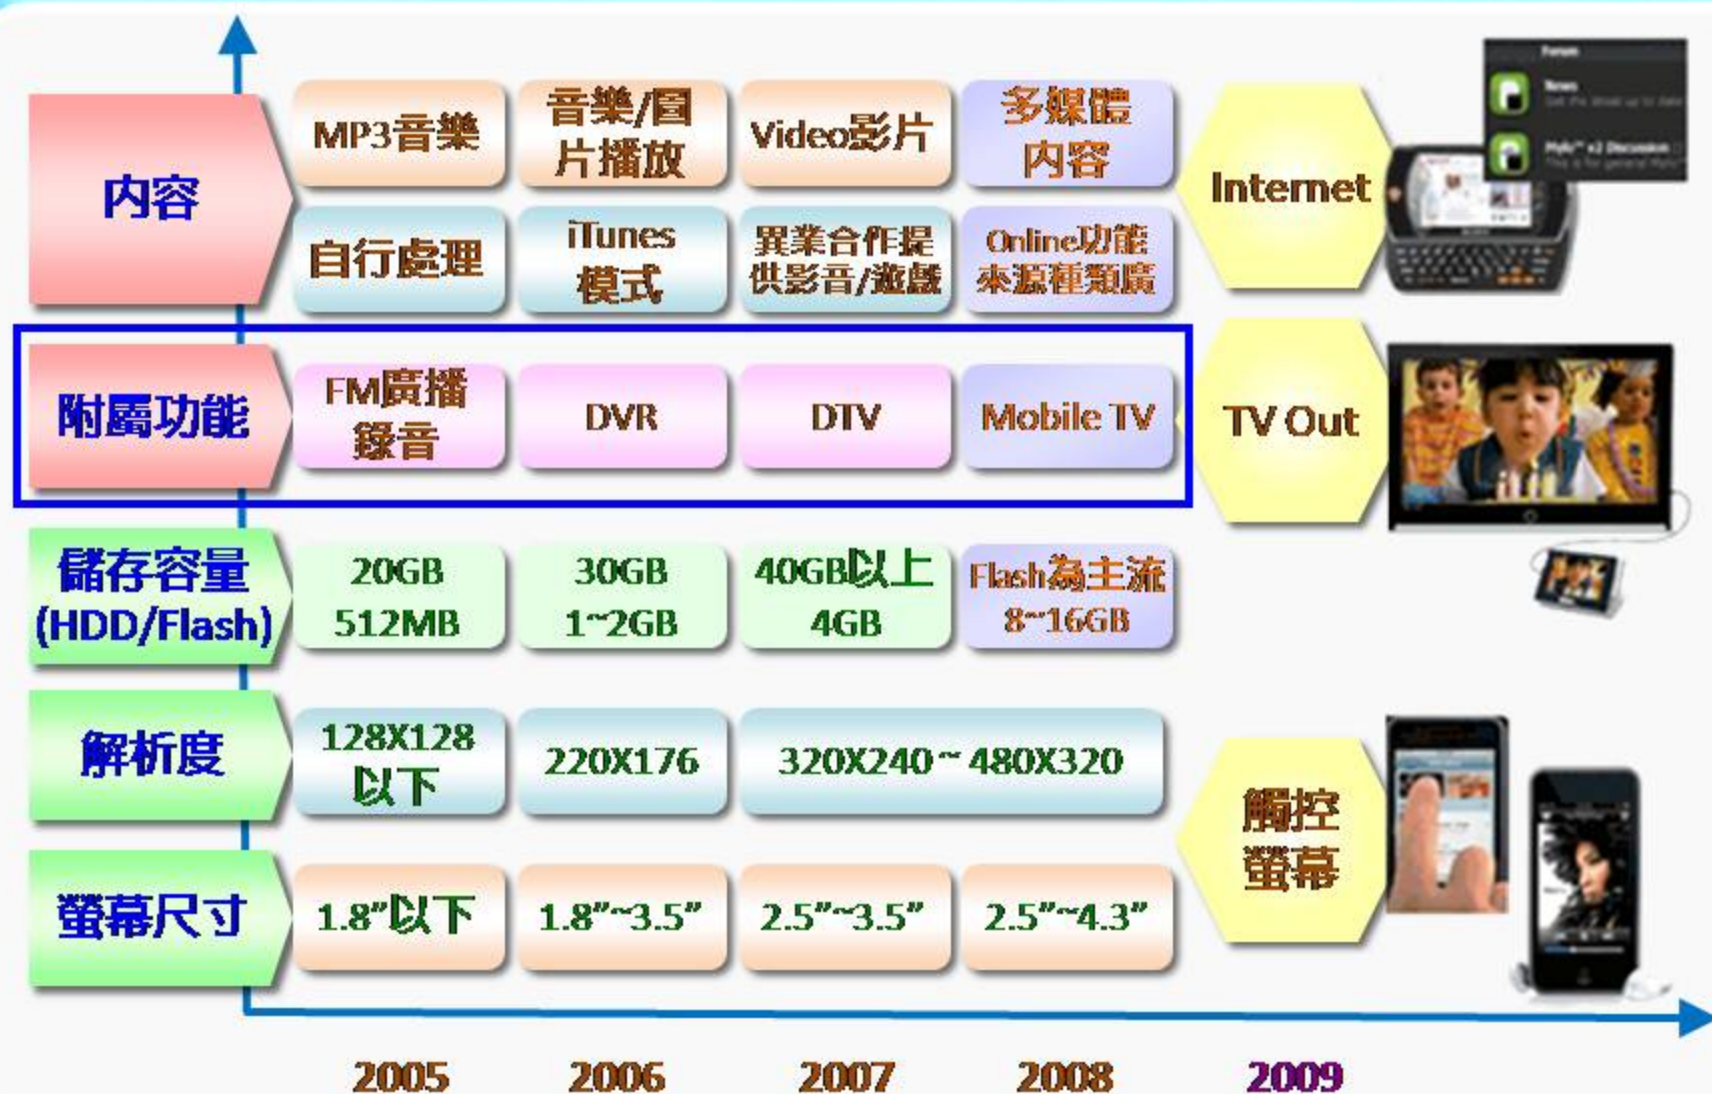 内容
MP3音樂
音樂/圖
片播放
Video影片
多媒體
内容
自行處理
iTunes
模式
異業合作提
供影音/遊戲
Online功能
來源種類廣
Internet
Forum
News
附屬功能
FM廣播
錄音
DVR
DTV
Mobile TV
TV Out
儲存容量
(HDD/Flash)
20GB
512MB
30GB
1~2GB
40GB以上
4GB
Flash為主流
8~16GB
解析度
128X128
以下
220X176
320X240~480X320
觸控
螢幕
螢幕尺寸
1.8”以下
1.8”~3.5”
2.5”~3.5”
2.5”~4.3”
2005
2006
2007
2008
2009